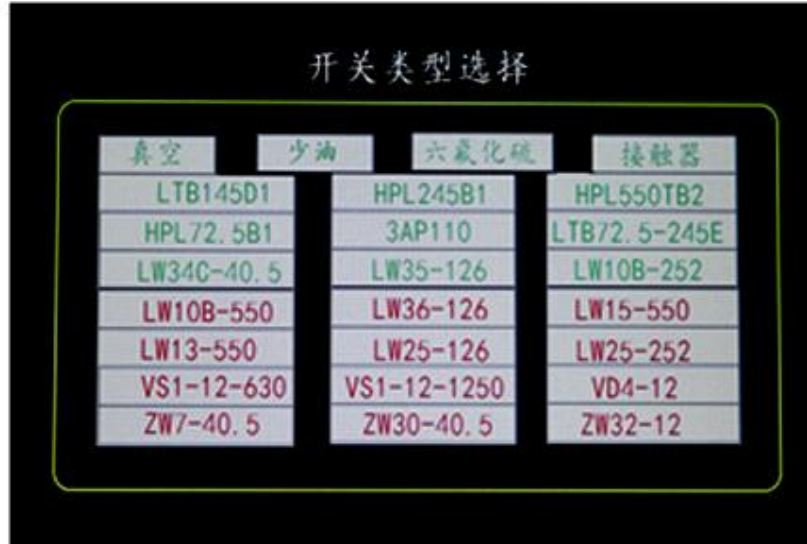 开关类型选择
真空 少油 六氟化硫 接触器
LTB145D1 HPL245B1 HPL550TB2
HPL72.5B1 3AP110 LTB72.5-245E
LW34C-40.5 LW35-126 LW10B-252
LW10B-550 LW36-126 LW15-550
LW13-550 LW25-126 LW25-252
VS1-12-630 VS1-12-1250 VD4-12
ZW7-40.5 ZW30-40.5 ZW32-12